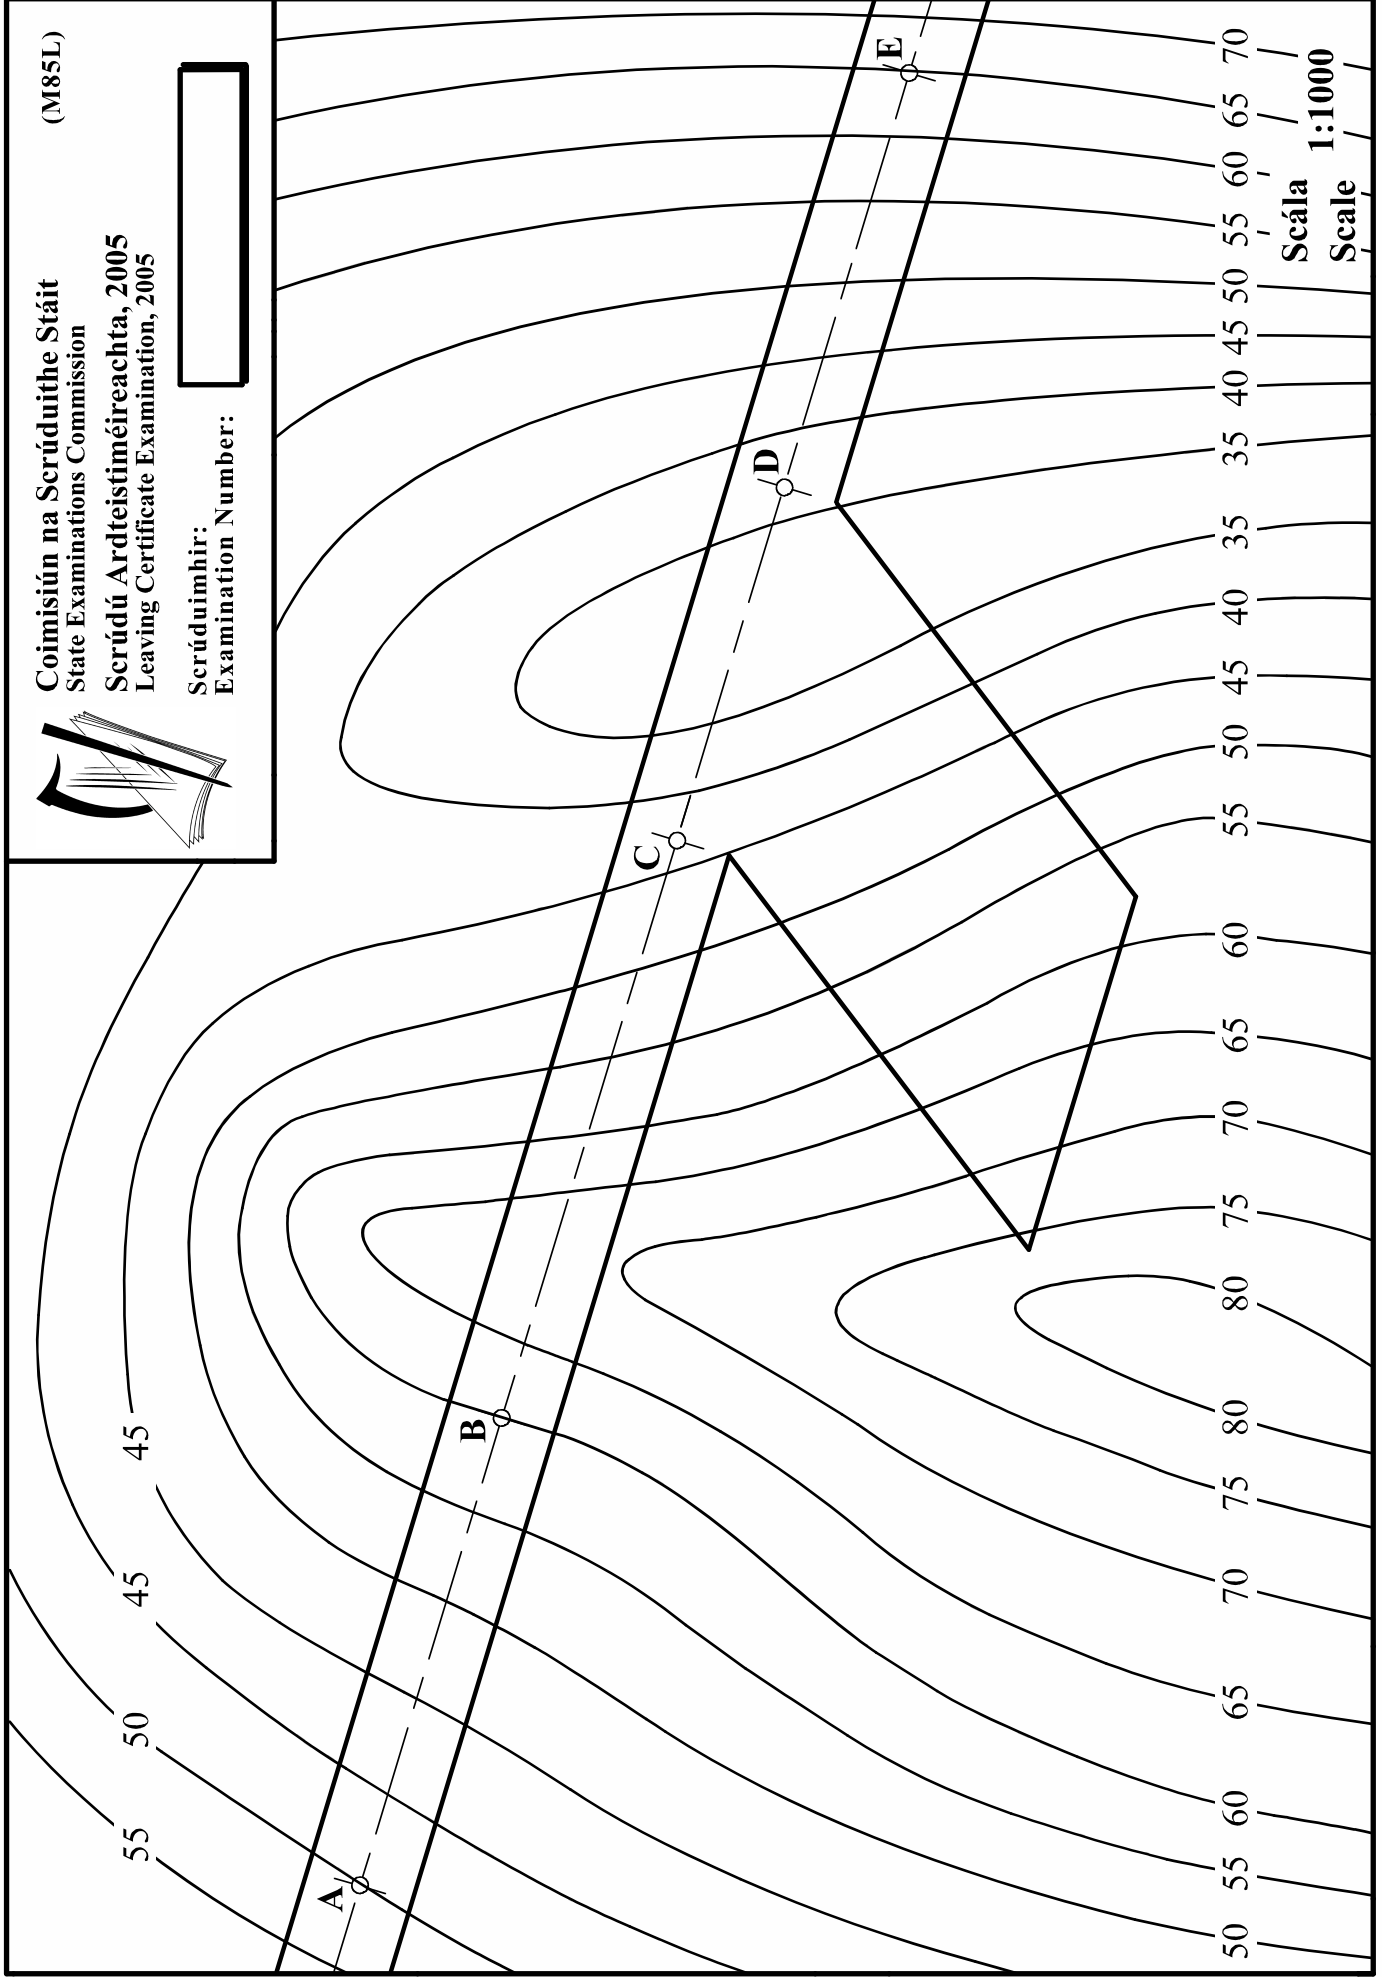 Coimisiún na Scrúduithe Stáit (M85L)
State Examinations Commission
Scrúdú Ardteistiméireachta, 2005
Leaving Certificate Examination, 2005
Scrúduimhir:
Examination Number:
A
B
C
D
E
55
50
45
45
50
55
60
65
70
75
80
80
75
70
65
60
55
50
45
40
35
35
40
45
50
55
60
65
70
Scála
Scale 1:1000